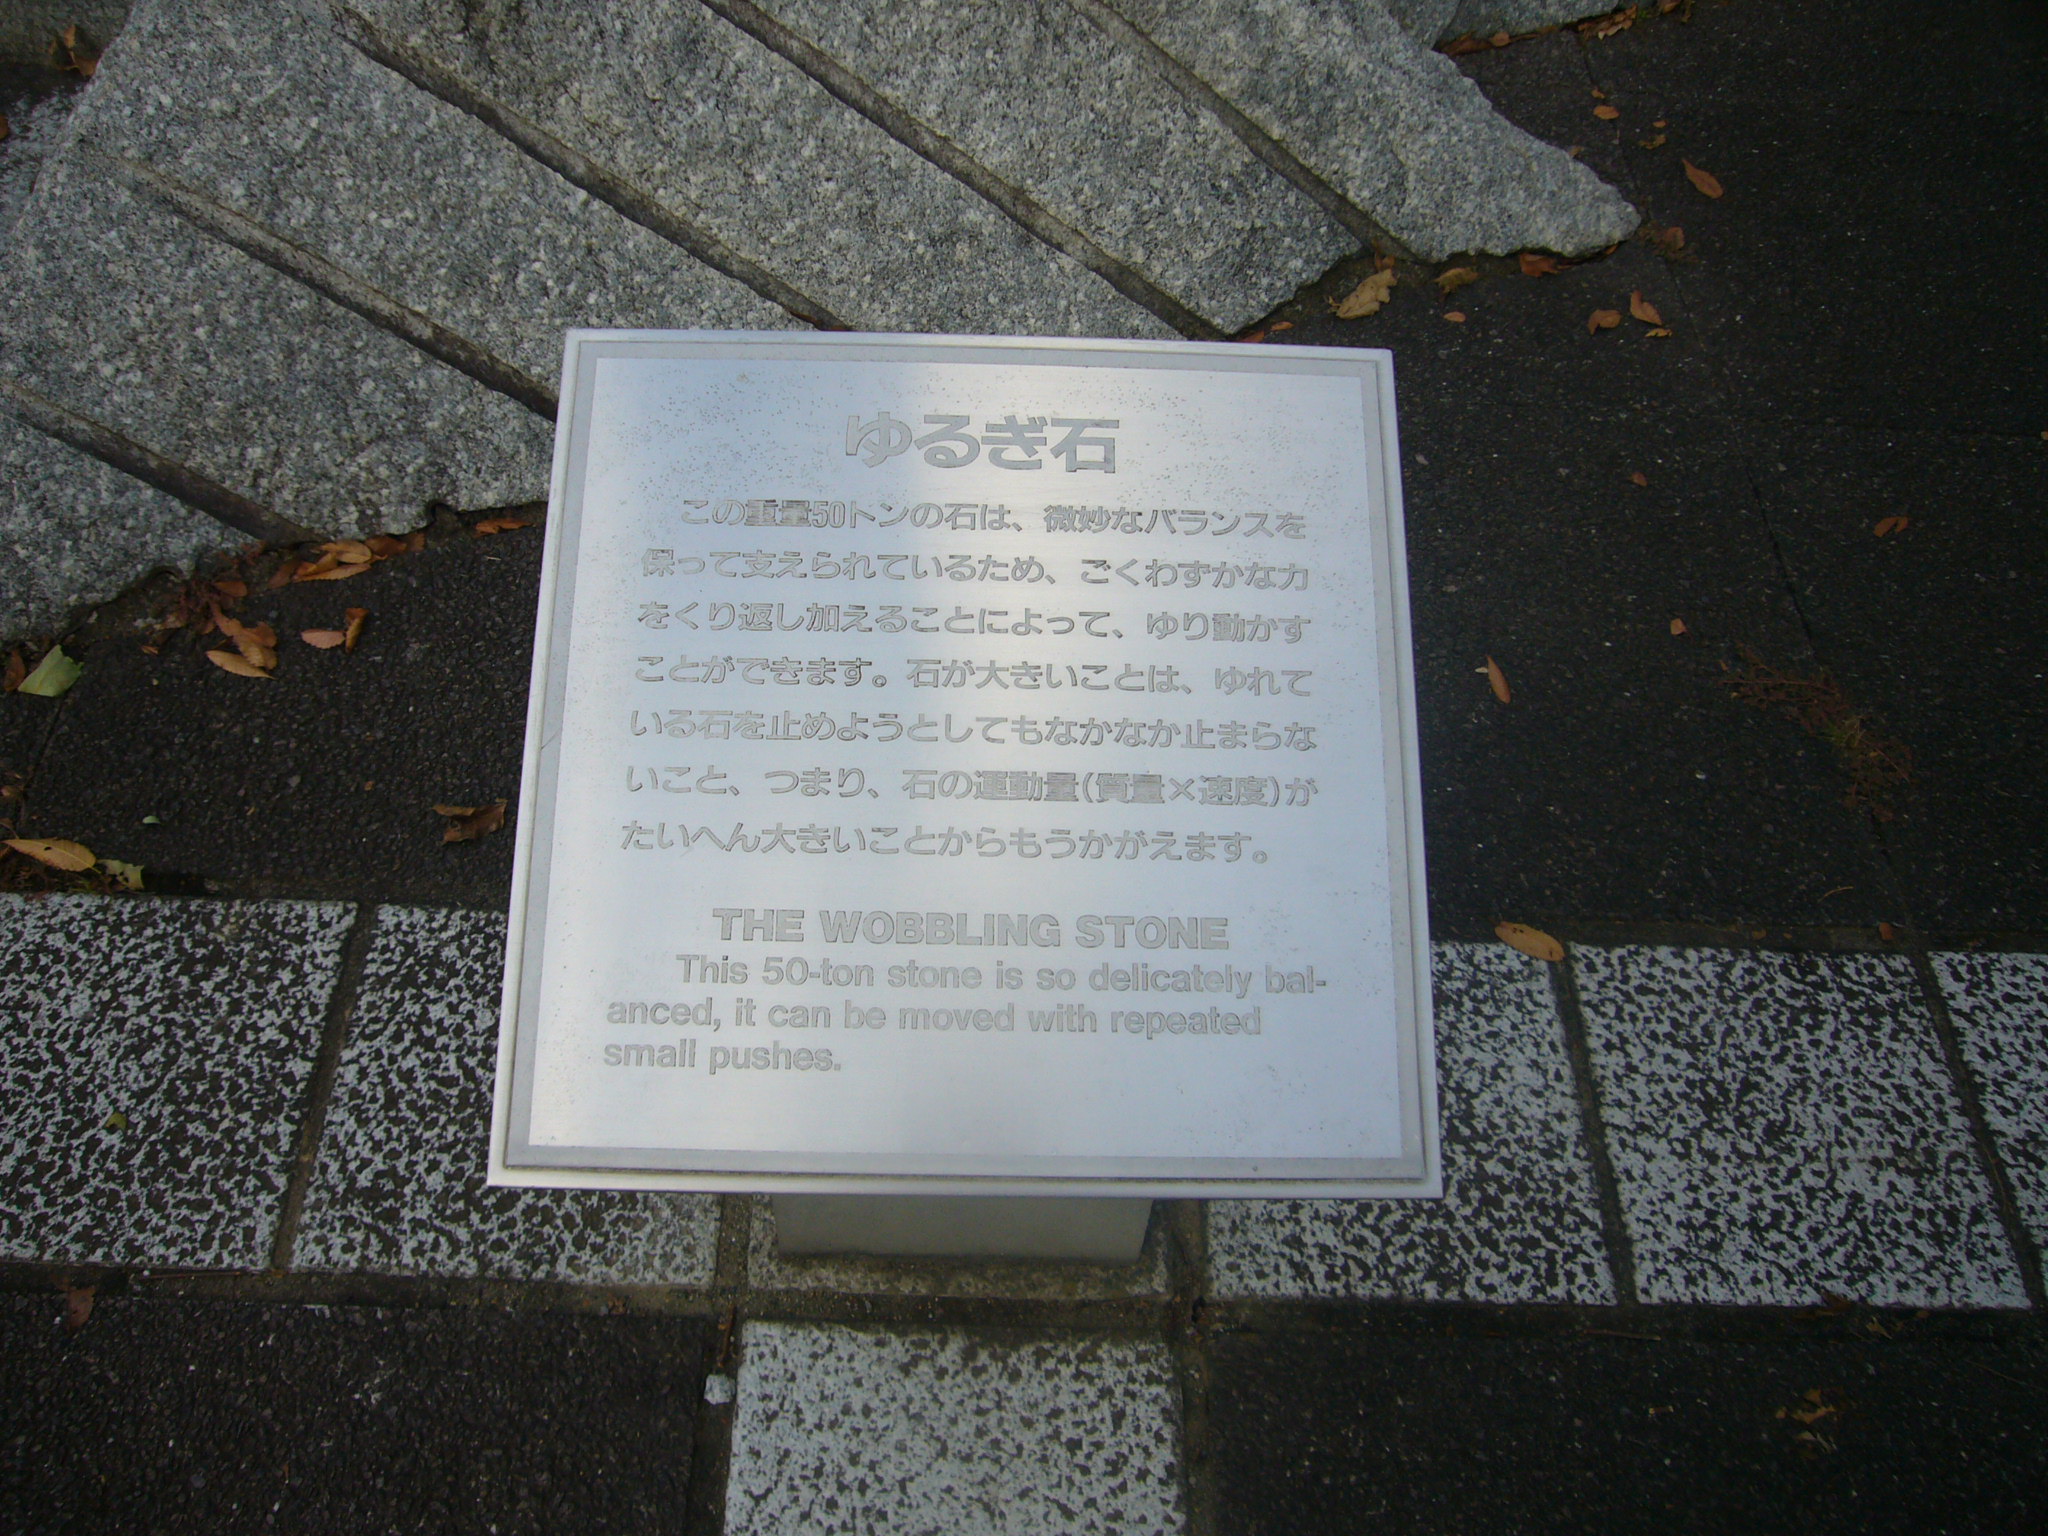 ゆるぎ石
この重量50トンの石は、微妙なバランスを
保って支えられているため、ごくわずかな力
をくり返し加えることによって、ゆり動かす
ことができます。石が大きいことは、ゆれて
いる石を止めようとしてもなかなか止まらな
いこと、つまり、石の運動量(質量×速度)が
たいへん大きいことからもうかがえます。
THE WOBBLING STONE
This 50-ton stone is so delicately bal-
anced, it can be moved with repeated
small pushes.